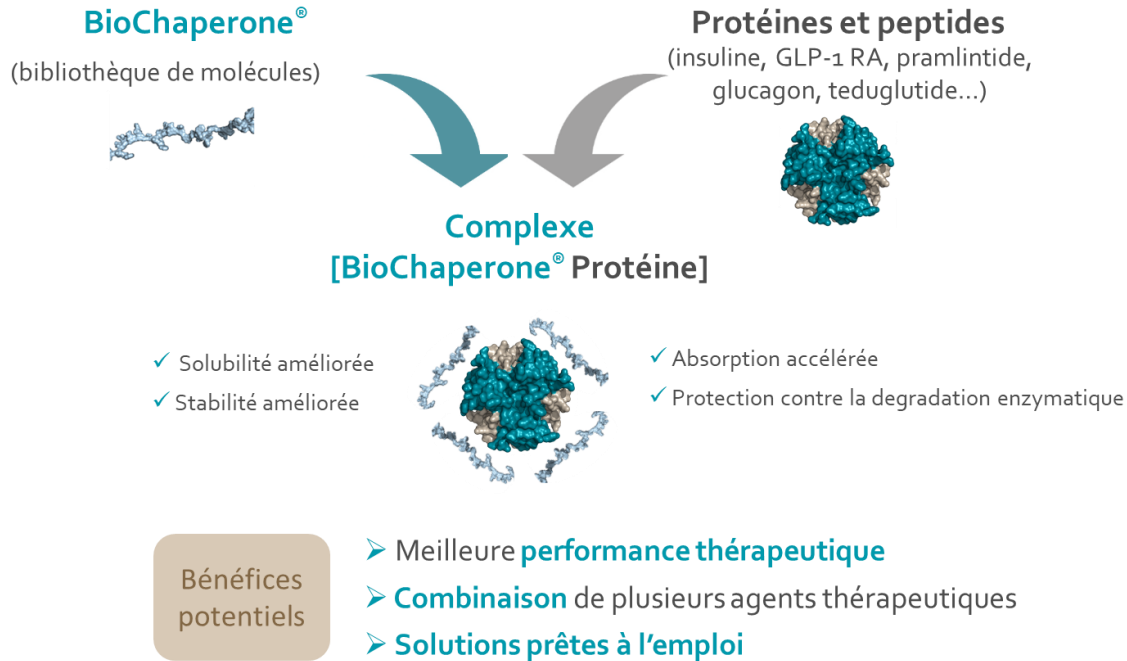 BioChaperone®
(bibliothèque de molécules)
Protéines et peptides
(insuline, GLP-1 RA, pramlintide,
glucagon, teduglutide...)
Complexe
[BioChaperone® Protéine]
✓ Solubilité améliorée
✓ Stabilité améliorée
✓ Absorption accélérée
✓ Protection contre la degradation enzymatique
Bénéfices
potentiels
➢ Meilleure performance thérapeutique
➢ Combinaison de plusieurs agents thérapeutiques
➢ Solutions prêtes à l'emploi